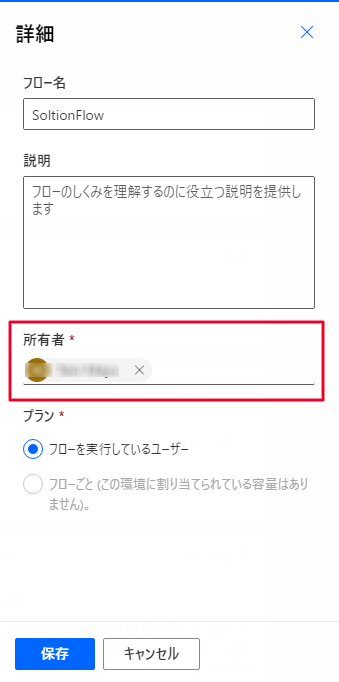 詳細
フロー名
SoltionFlow
説明
フローのしくみを理解するのに役立つ説明を提供し
ます
所有者 *
プラン *
フローを実行しているユーザー
フローごと (この環境に割り当てられている容量はあり
ません)。
保存
キャンセル